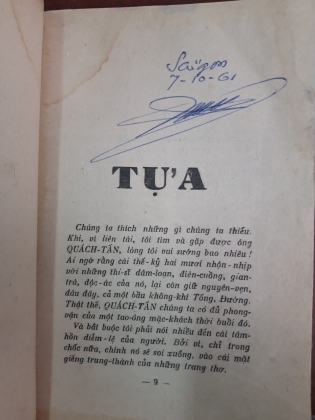 Saigon
7-10-61
TỰA
Chúng ta thích những gì chúng ta thiếu.
Khi, vì liên tài, tôi tìm và gặp được ông
QUÁCH-TẤN, lòng tôi vui sướng bao nhiêu !
Ai ngờ rằng cái thế-kỷ hai mươi nhộn-nhịp
với những thi-sĩ dâm-loạn, điên-cuồng, gian-
trá, độc-ác của nó, lại còn giữ nguyên-vẹn,
đâu đây, cả một bầu không-khí Tống, Đường.
Thật thế, QUÁCH-TẤN chúng ta có đủ phong-
vận của một tao-ông mặc-khách thời buổi đó.
Và bắt buộc tôi phải nói nhiều đến cái tâm-
hồn diễm-lệ của người. Bởi vì, chỉ trong
chốc nữa, chính nó sẽ soi xuống, vào cái mặt
giếng trung-thành của những trang thơ.
— 9 —